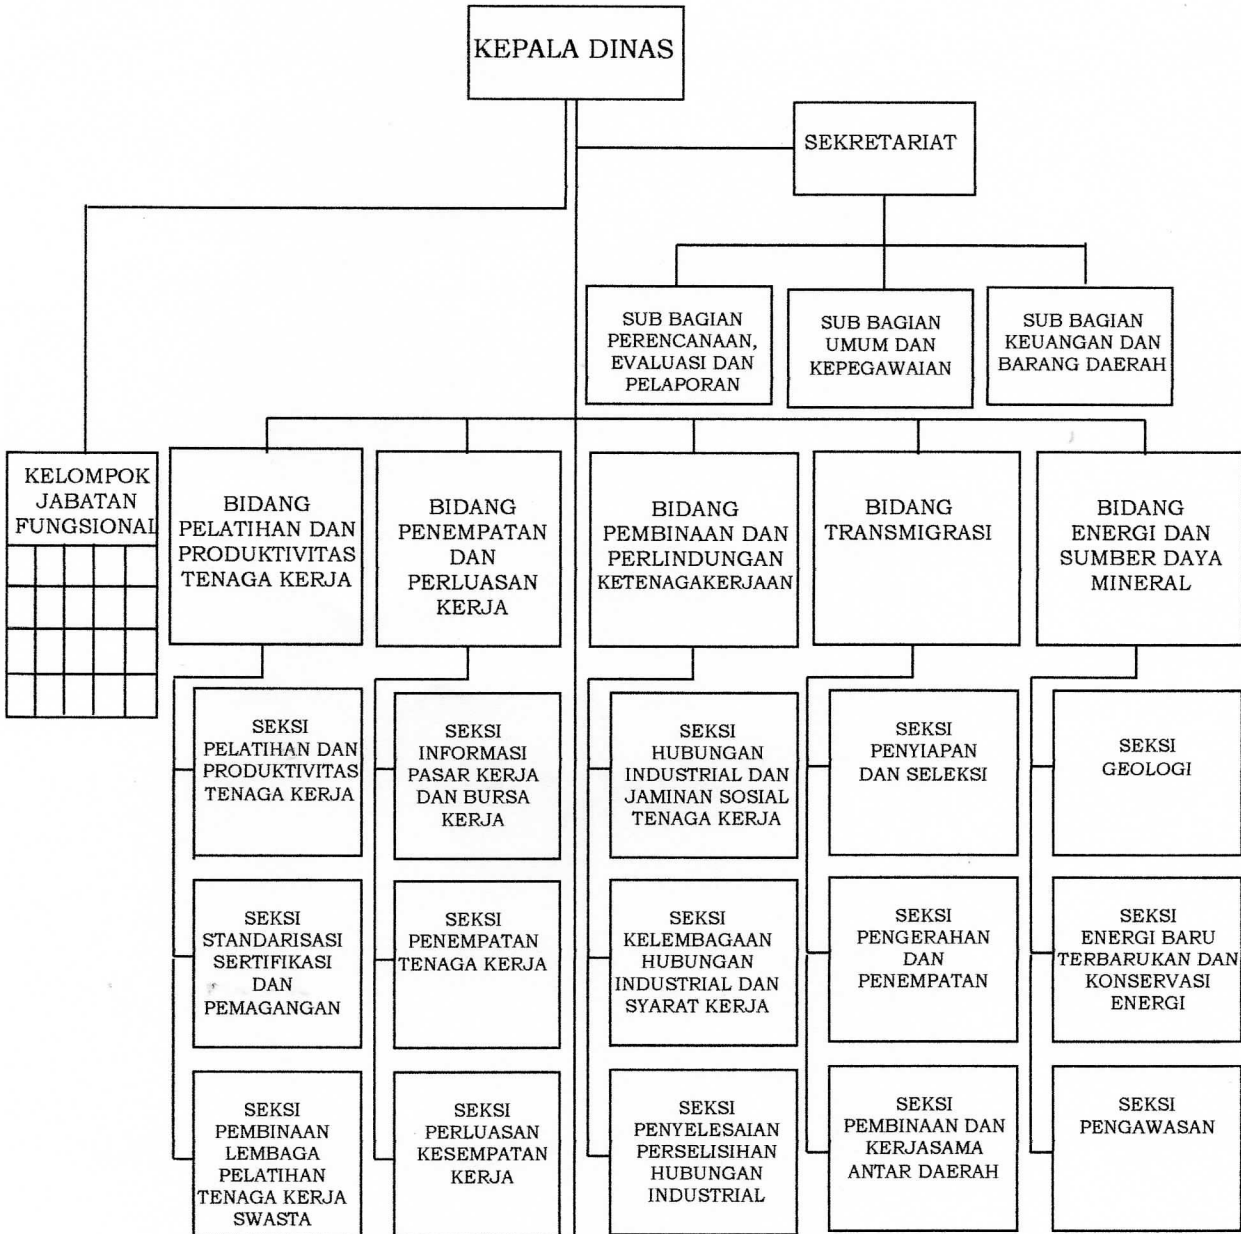 KEPALA DINAS
SEKRETARIAT
SUB BAGIAN
PERENCANAAN,
EVALUASI DAN
PELAPORAN
SUB BAGIAN
UMUM DAN
KEPEGAWAIAN
SUB BAGIAN
KEUANGAN DAN
BARANG DAERAH
KELOMPOK
JABATAN
FUNGSIONAL
BIDANG
PELATIHAN DAN
PRODUKTIVITAS
TENAGA KERJA
BIDANG
PENEMPATAN
DAN
PERLUASAN
KERJA
BIDANG
PEMBINAAN DAN
PERLINDUNGAN
KETENAGAKERJAAN
BIDANG
TRANSMIGRASI
BIDANG
ENERGI DAN
SUMBER DAYA
MINERAL
SEKSI
PELATIHAN DAN
PRODUKTIVITAS
TENAGA KERJA
SEKSI
INFORMASI
PASAR KERJA
DAN BURSA
KERJA
SEKSI
HUBUNGAN
INDUSTRIAL DAN
JAMINAN SOSIAL
TENAGA KERJA
SEKSI
PENYIAPAN
DAN SELEKSI
SEKSI
GEOLOGI
SEKSI
STANDARISASI
SERTIFIKASI
DAN
PEMAGANGAN
SEKSI
PENEMPATAN
TENAGA KERJA
SEKSI
KELEMBAGAAN
HUBUNGAN
INDUSTRIAL DAN
SYARAT KERJA
SEKSI
PENGERAHAN
DAN
PENEMPATAN
SEKSI
ENERGI BARU
TERBARUKAN DAN
KONSERVASI
ENERGI
SEKSI
PEMBINAAN
LEMBAGA
PELATIHAN
TENAGA KERJA
SWASTA
SEKSI
PERLUASAN
KESEMPATAN
KERJA
SEKSI
PENYELESAIAN
PERSELISIHAN
HUBUNGAN
INDUSTRIAL
SEKSI
PEMBINAAN DAN
KERJASAMA
ANTAR DAERAH
SEKSI
PENGAWASAN